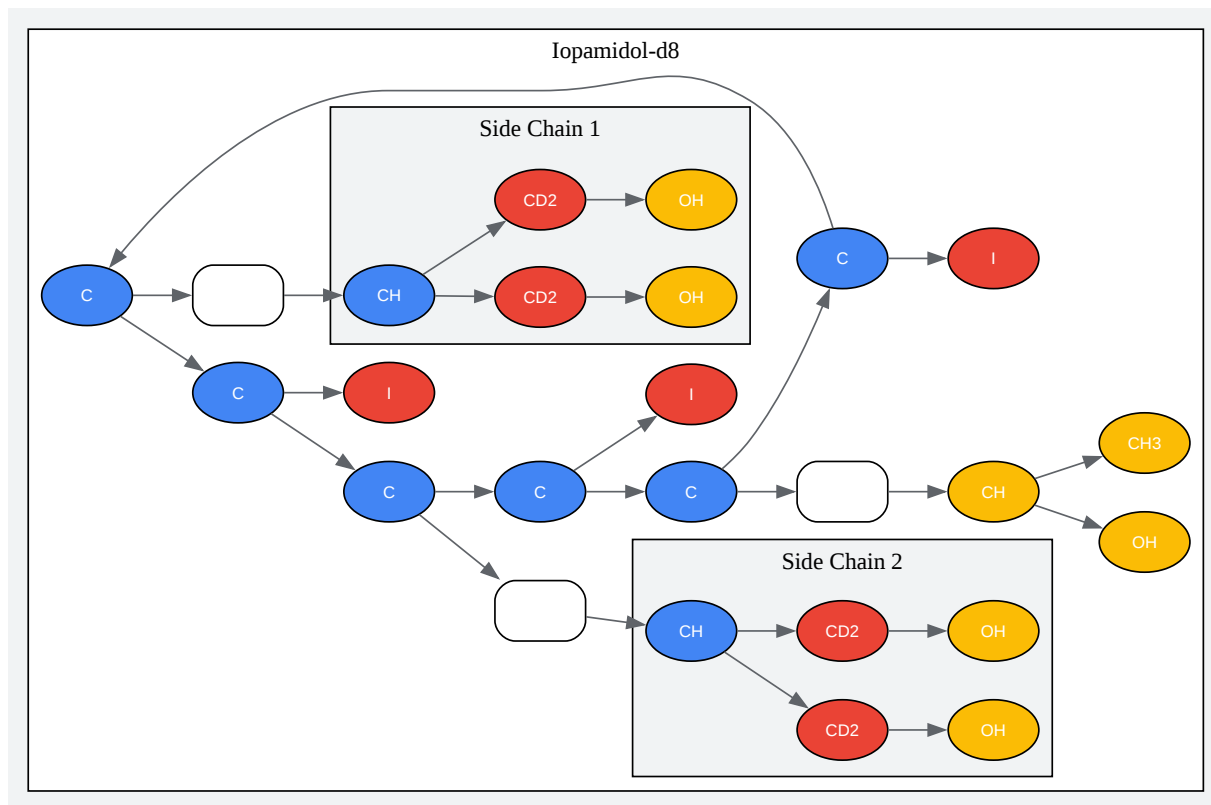 Iopamidol-d8
Side Chain 1
CD2 OH
CH CD2 OH
C
C I
C I
I
C C C
CH CH3
OH
Side Chain 2
CH CD2 OH
CD2 OH